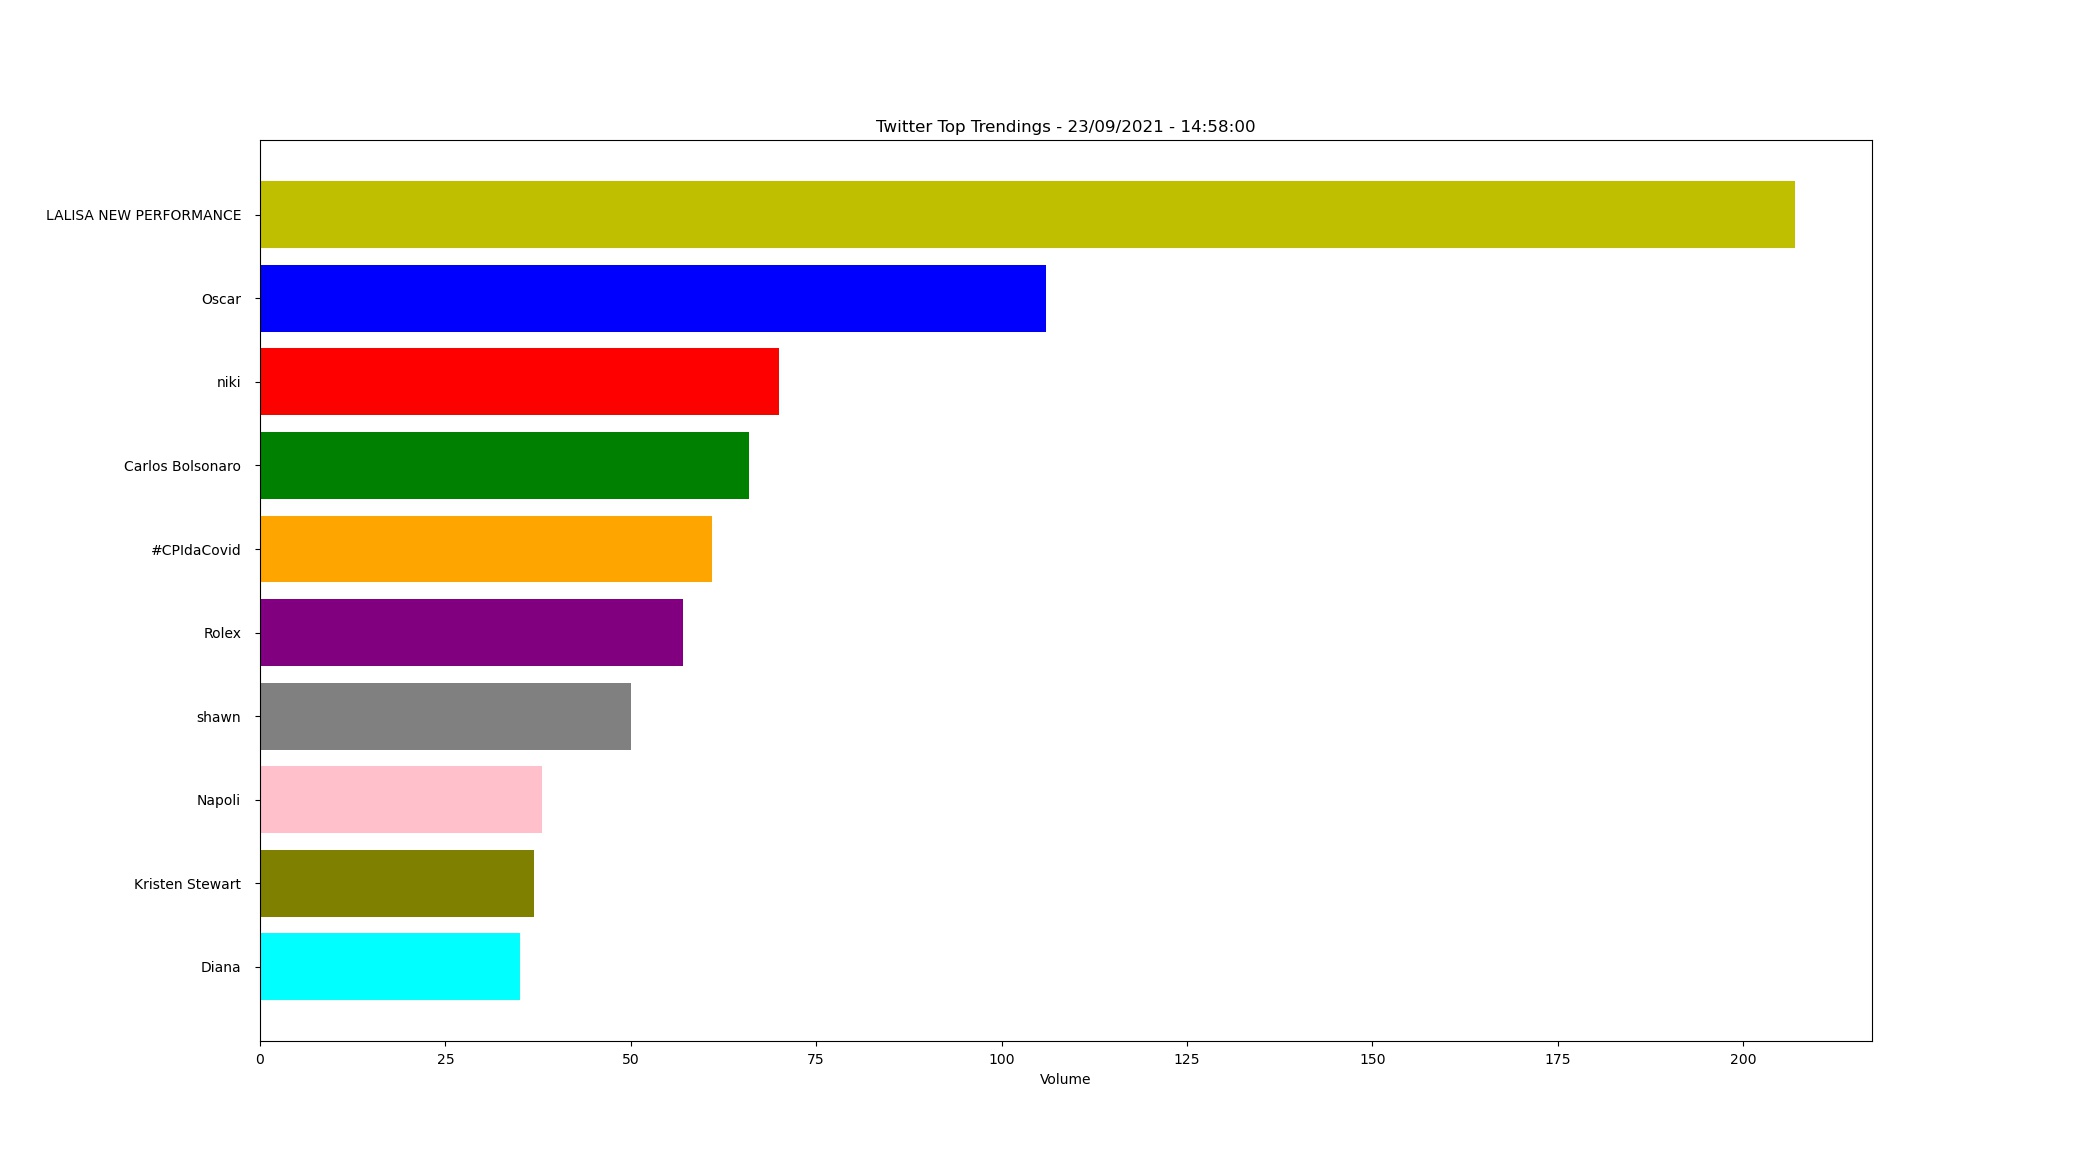 Twitter Top Trendings - 23/09/2021 - 14:58:00
LALISA NEW PERFORMANCE
Oscar
niki
Carlos Bolsonaro
#CPIdaCovid
Rolex
shawn
Napoli
Kristen Stewart
Diana
0 25 50 75 100 125 150 175 200
Volume